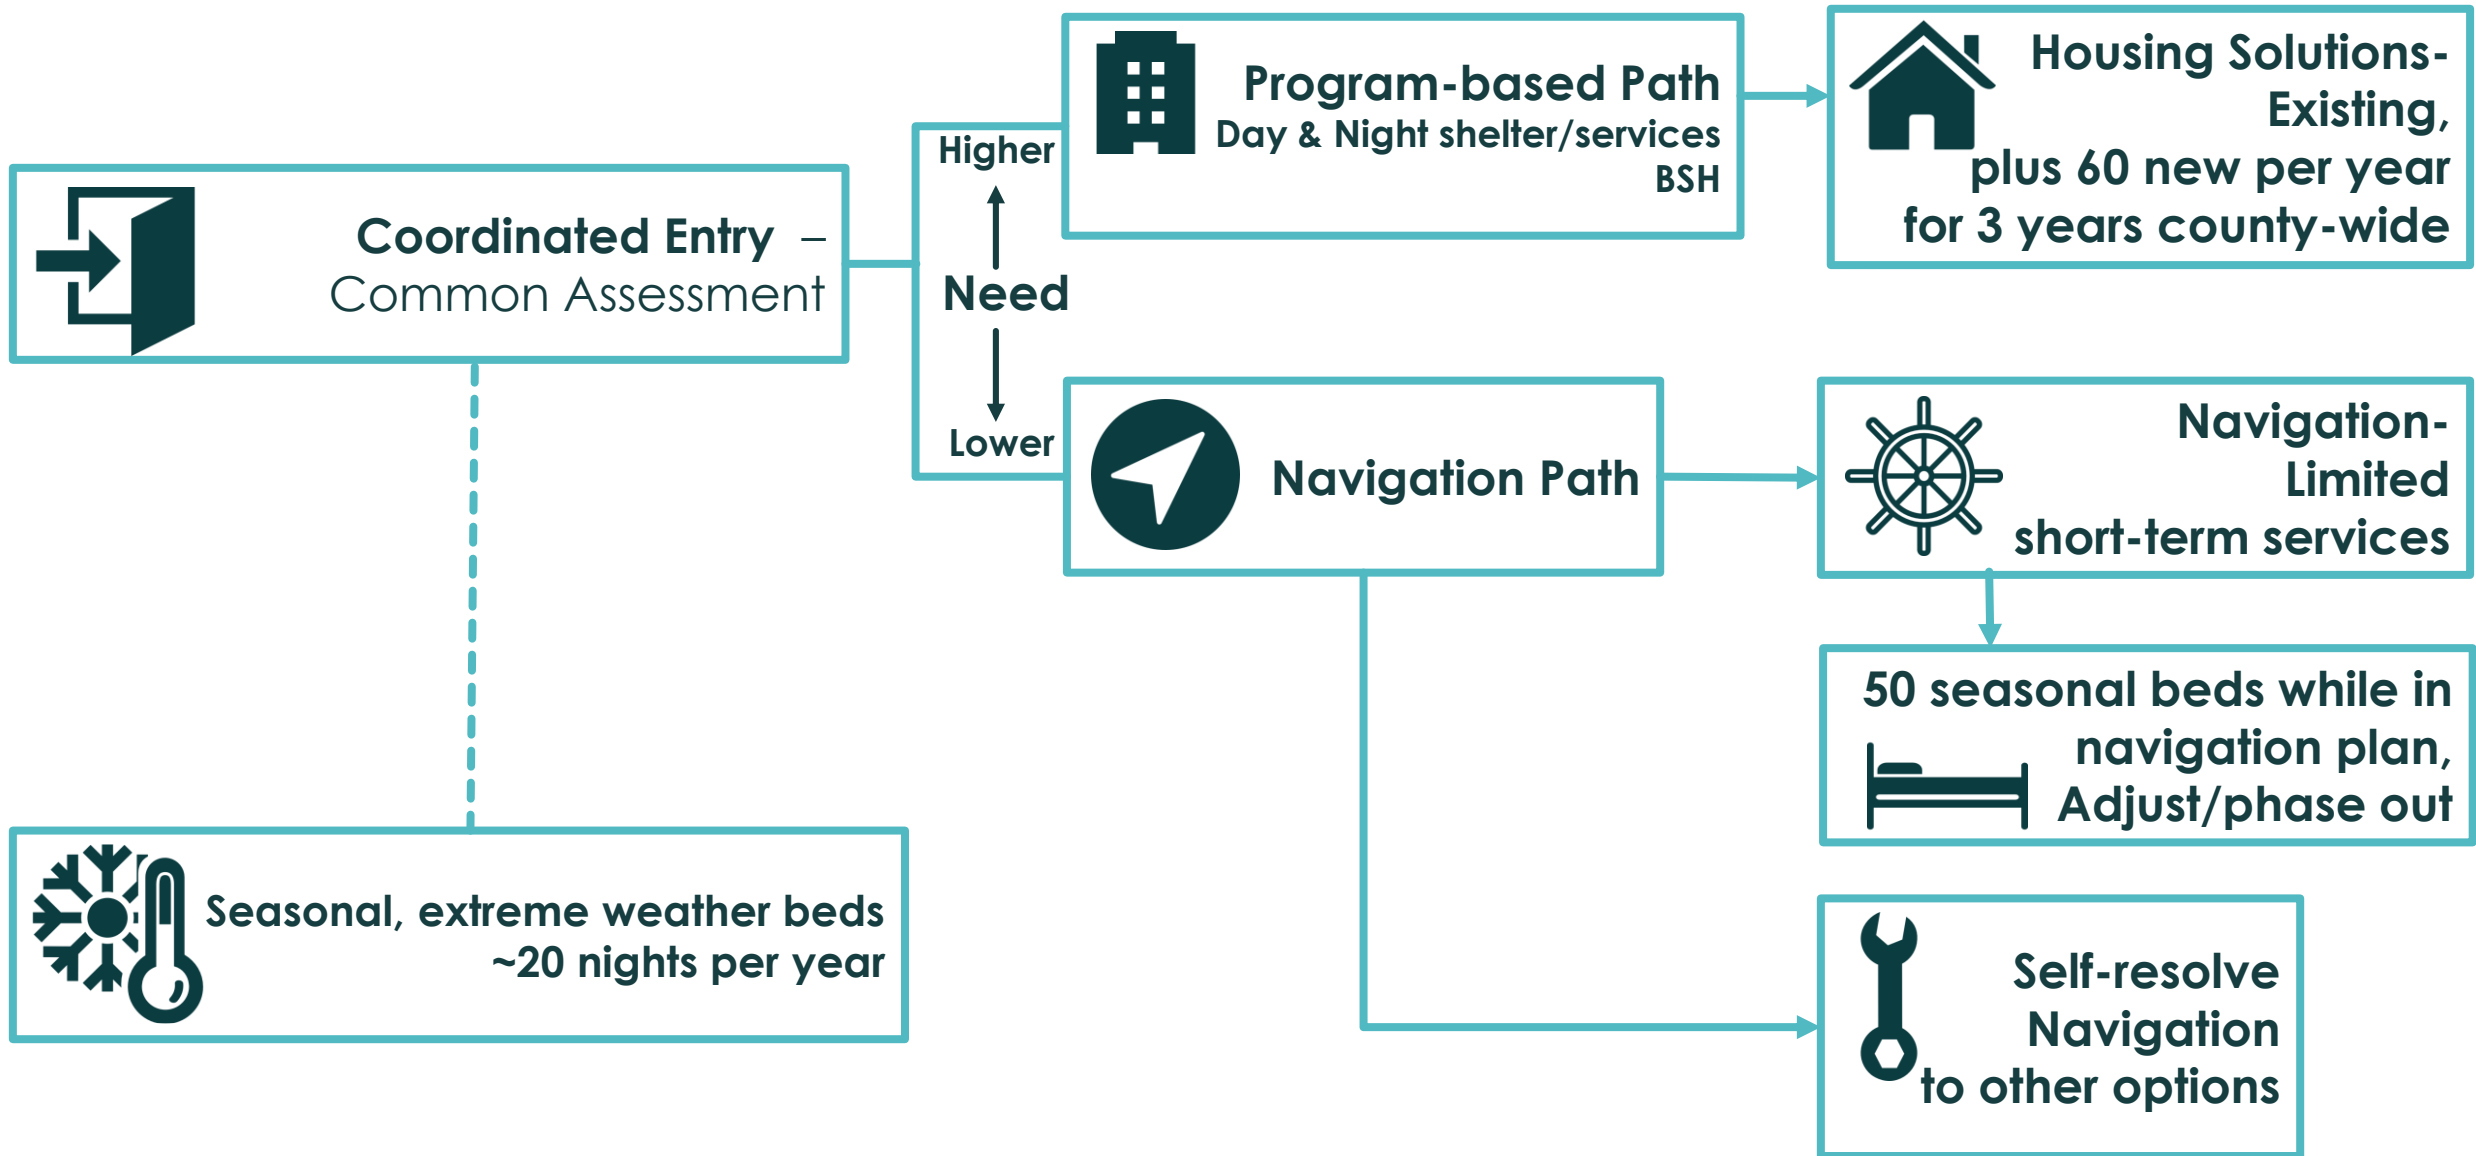 Coordinated Entry –
Common Assessment
Higher
Need
Lower
Program-based Path
Day & Night shelter/services
BSH
Housing Solutions-
Existing,
plus 60 new per year
for 3 years county-wide
Navigation Path
Navigation-
Limited
short-term services
50 seasonal beds while in
navigation plan,
Adjust/phase out
Seasonal, extreme weather beds
~20 nights per year
Self-resolve
Navigation
to other options